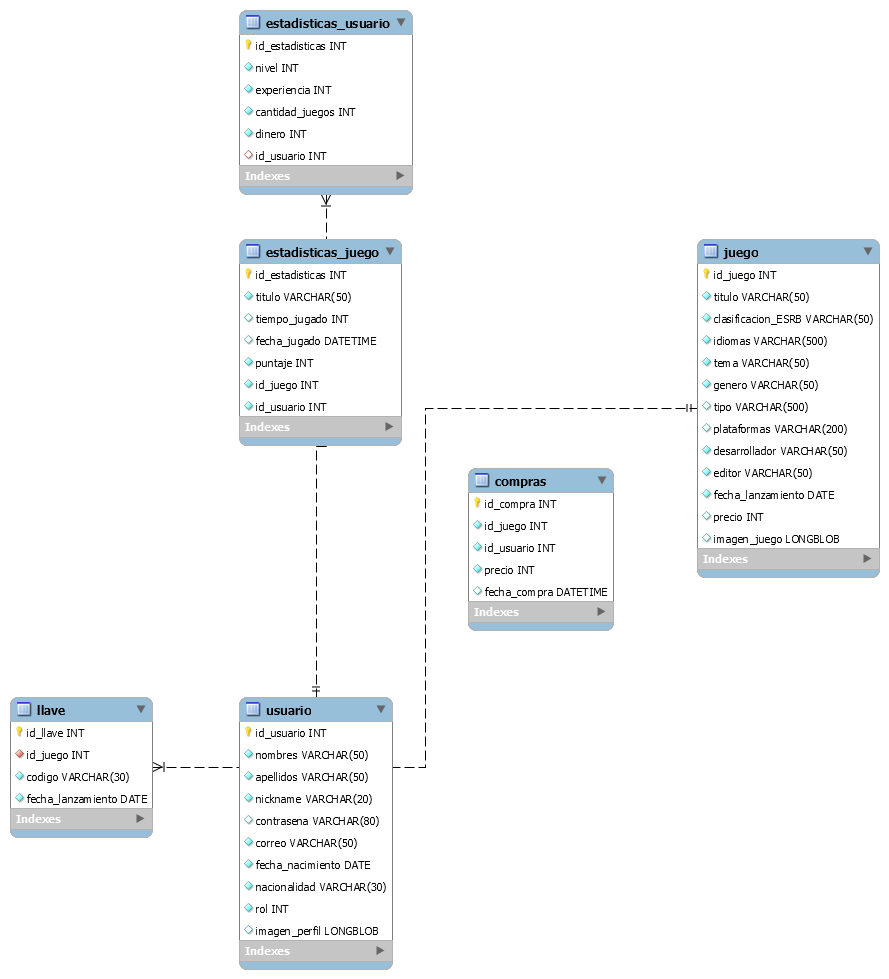 estadisticas_usuario
id_estadisticas INT
nivel INT
experiencia INT
cantidad_juegos INT
dinero INT
id_usuario INT
Indexes
estadisticas_juego
id_estadisticas INT
titulo VARCHAR(50)
tiempo_jugado INT
fecha_jugado DATETIME
puntaje INT
id_juego INT
id_usuario INT
Indexes
juego
id_juego INT
titulo VARCHAR(50)
clasificacion_ESRB VARCHAR(50)
idiomas VARCHAR(500)
tema VARCHAR(50)
genero VARCHAR(50)
tipo VARCHAR(500)
plataformas VARCHAR(200)
desarrollador VARCHAR(50)
editor VARCHAR(50)
fecha_lanzamiento DATE
precio INT
imagen_juego LONGBLOB
Indexes
compras
id_compra INT
id_juego INT
id_usuario INT
precio INT
fecha_compra DATETIME
Indexes
llave
id_llave INT
id_juego INT
codigo VARCHAR(30)
fecha_lanzamiento DATE
Indexes
usuario
id_usuario INT
nombres VARCHAR(50)
apellidos VARCHAR(50)
nickname VARCHAR(20)
contrasena VARCHAR(80)
correo VARCHAR(50)
fecha_nacimiento DATE
nacionalidad VARCHAR(30)
rol INT
imagen_perfil LONGBLOB
Indexes